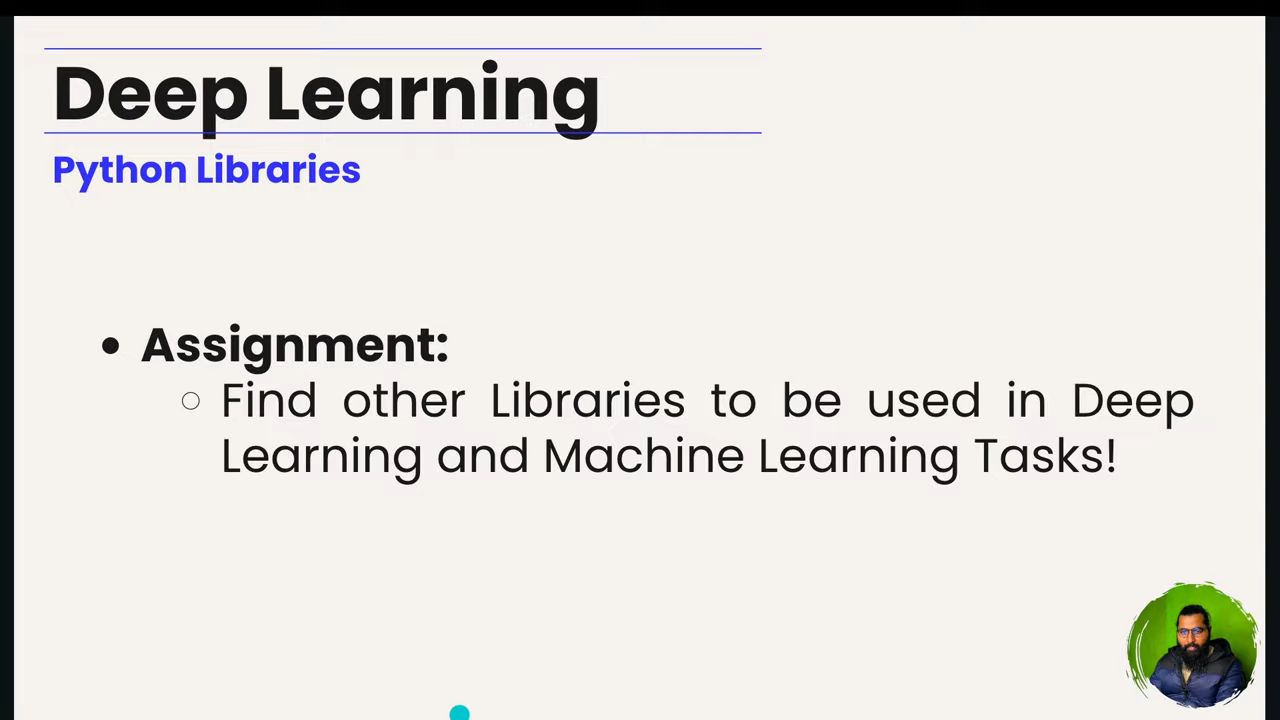 Deep Learning
Python Libraries
Assignment:
Find other Libraries to be used in Deep
Learning and Machine Learning Tasks!